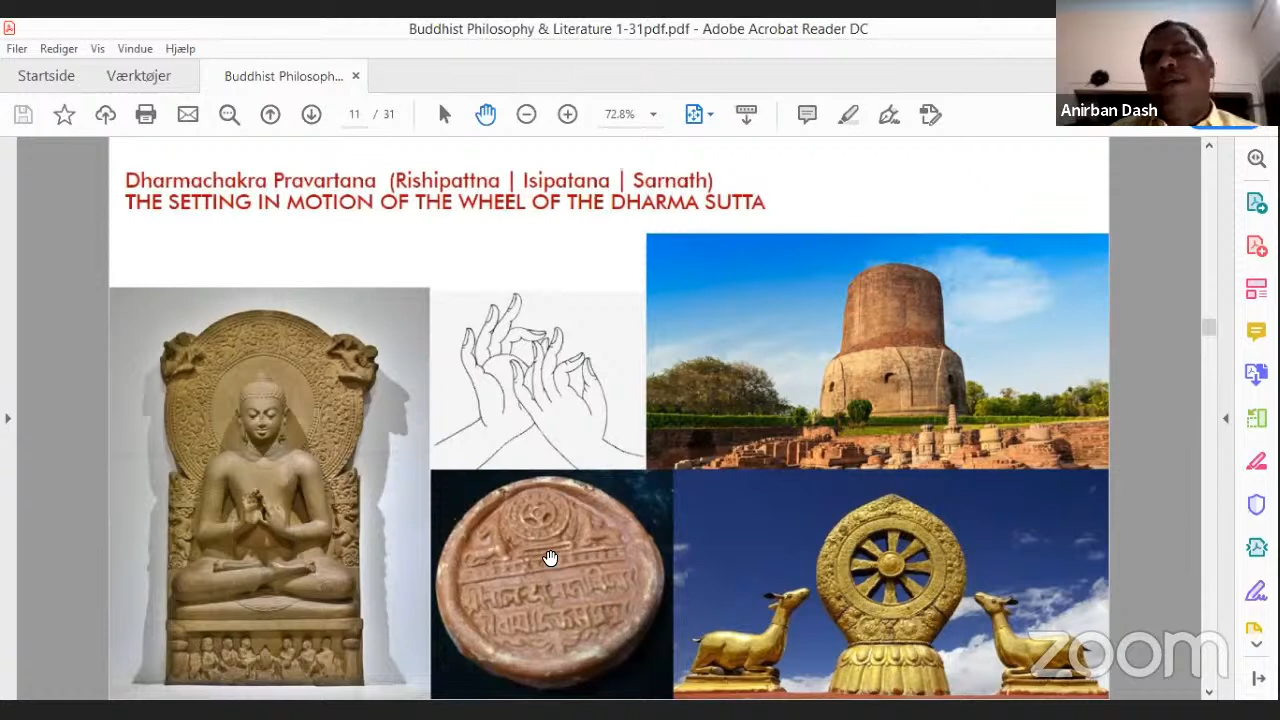 Buddhist Philosophy & Literature 1-31pdf.pdf - Adobe Acrobat Reader DC
Filer Rediger Vis Vindue Hjælp
Startside Værktøjer Buddhist Philosoph... ×
11 / 31 72.8%
Anirban Dash
Dharmachakra Pravartana (Rishipattna | Isipatana | Sarnath)
THE SETTING IN MOTION OF THE WHEEL OF THE DHARMA SUTTA
zoom